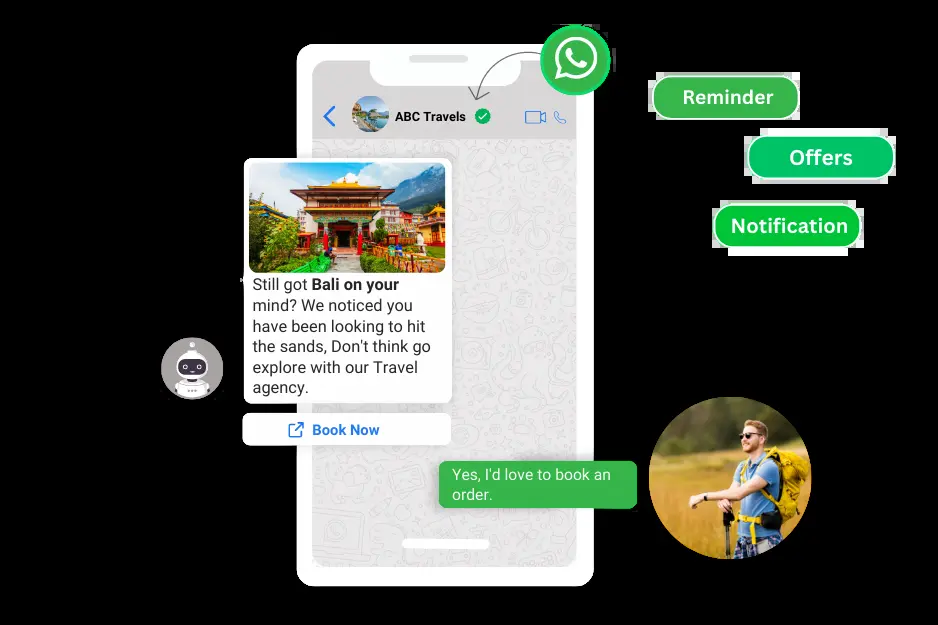 ABC Travels
Reminder
Offers
Notification
Still got Bali on your
mind? We noticed you
have been looking to hit
the sands, Don't think go
explore with our Travel
agency.
Book Now
Yes, I'd love to book an
order.